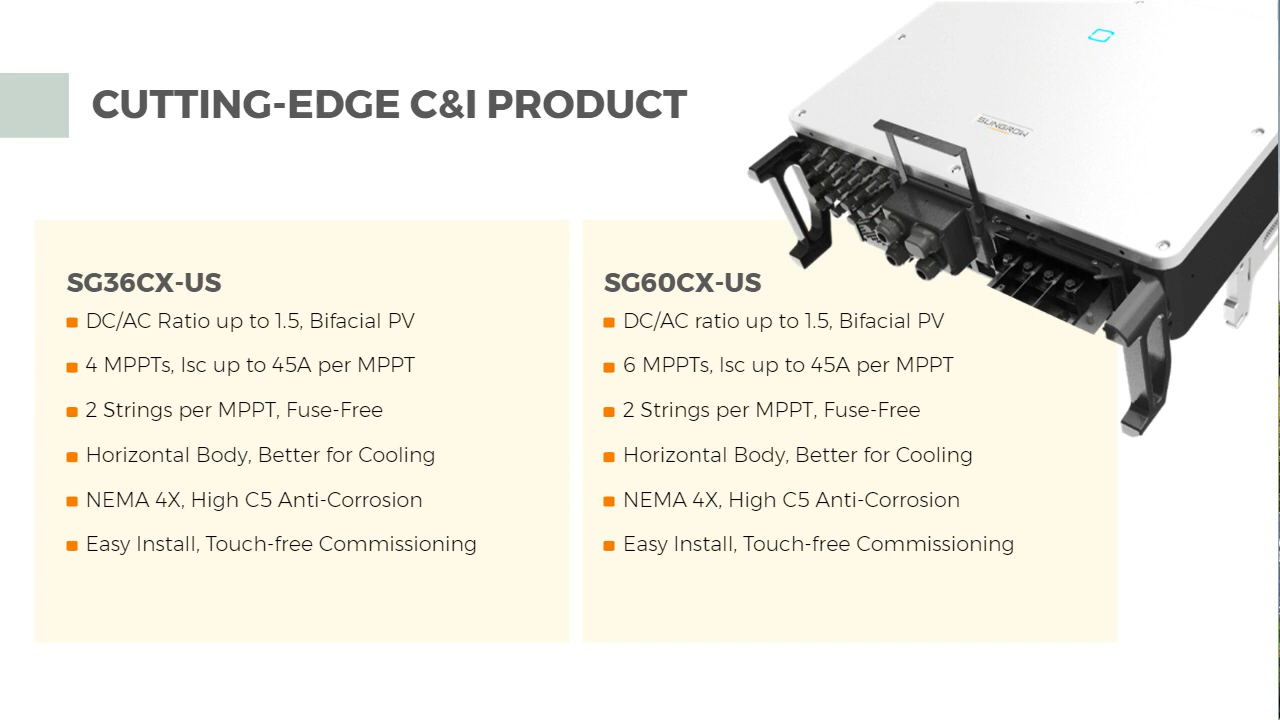 CUTTING-EDGE C&I PRODUCT
SUNGROW
SG36CX-US
DC/AC Ratio up to 1.5, Bifacial PV
4 MPPTs, Isc up to 45A per MPPT
2 Strings per MPPT, Fuse-Free
Horizontal Body, Better for Cooling
NEMA 4X, High C5 Anti-Corrosion
Easy Install, Touch-free Commissioning
SG60CX-US
DC/AC ratio up to 1.5, Bifacial PV
6 MPPTs, Isc up to 45A per MPPT
2 Strings per MPPT, Fuse-Free
Horizontal Body, Better for Cooling
NEMA 4X, High C5 Anti-Corrosion
Easy Install, Touch-free Commissioning